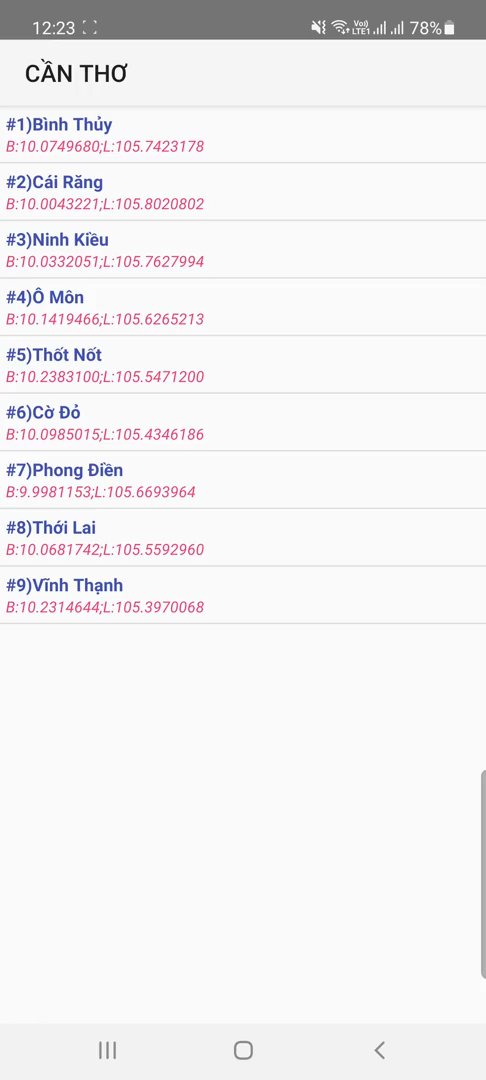 12:23 Vo) LTE1 78%
CẦN THƠ
#1)Bình Thủy
B:10.0749680;L:105.7423178
#2)Cái Răng
B:10.0043221;L:105.8020802
#3)Ninh Kiều
B:10.0332051;L:105.7627994
#4)Ô Môn
B:10.1419466;L:105.6265213
#5)Thốt Nốt
B:10.2383100;L:105.5471200
#6)Cờ Đỏ
B:10.0985015;L:105.4346186
#7)Phong Điền
B:9.9981153;L:105.6693964
#8)Thới Lai
B:10.0681742;L:105.5592960
#9)Vĩnh Thạnh
B:10.2314644;L:105.3970068